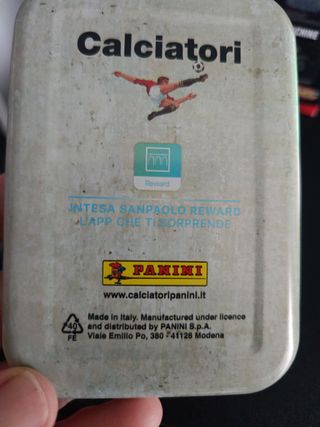 Calciatori
Reward
INTESA SANPAOLO REWARD
L'APP CHE TI SORPRENDE
PANINI
www.calciatoripanini.it
Made in Italy. Manufactured under licence
and distributed by PANINI S.p.A.
Viale Emilio Po, 380 - 41126 Modena
40
FE